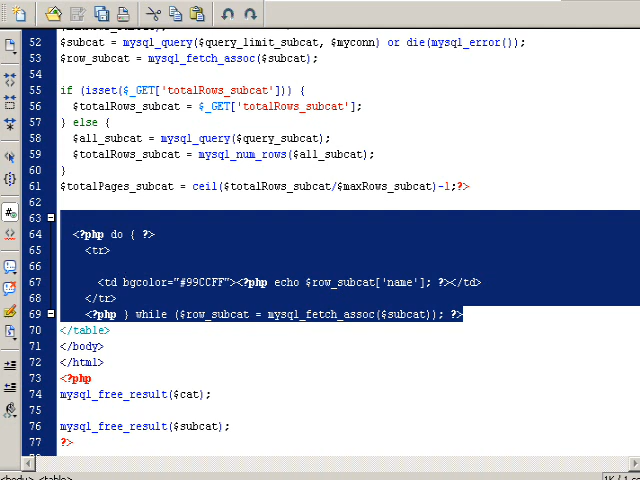 52 $subcat = mysql_query($query_limit_subcat, $myconn) or die(mysql_error());
53 $row_subcat = mysql_fetch_assoc($subcat);
54
55 if (isset($_GET['totalRows_subcat'])) {
56 $totalRows_subcat = $_GET['totalRows_subcat'];
57 } else {
58 $all_subcat = mysql_query($query_subcat);
59 $totalRows_subcat = mysql_num_rows($all_subcat);
60 }
61 $totalPages_subcat = ceil($totalRows_subcat/$maxRows_subcat)-1;?>
62
63
64 <?php do { ?>
65 <tr>
66
67 <td bgcolor="#99CCFF"><?php echo $row_subcat['name']; ?></td>
68 </tr>
69 <?php } while ($row_subcat = mysql_fetch_assoc($subcat)); ?>
70 </table>
71 </body>
72 </html>
73 <?php
74 mysql_free_result($cat);
75
76 mysql_free_result($subcat);
77 ?>
<body> <table>